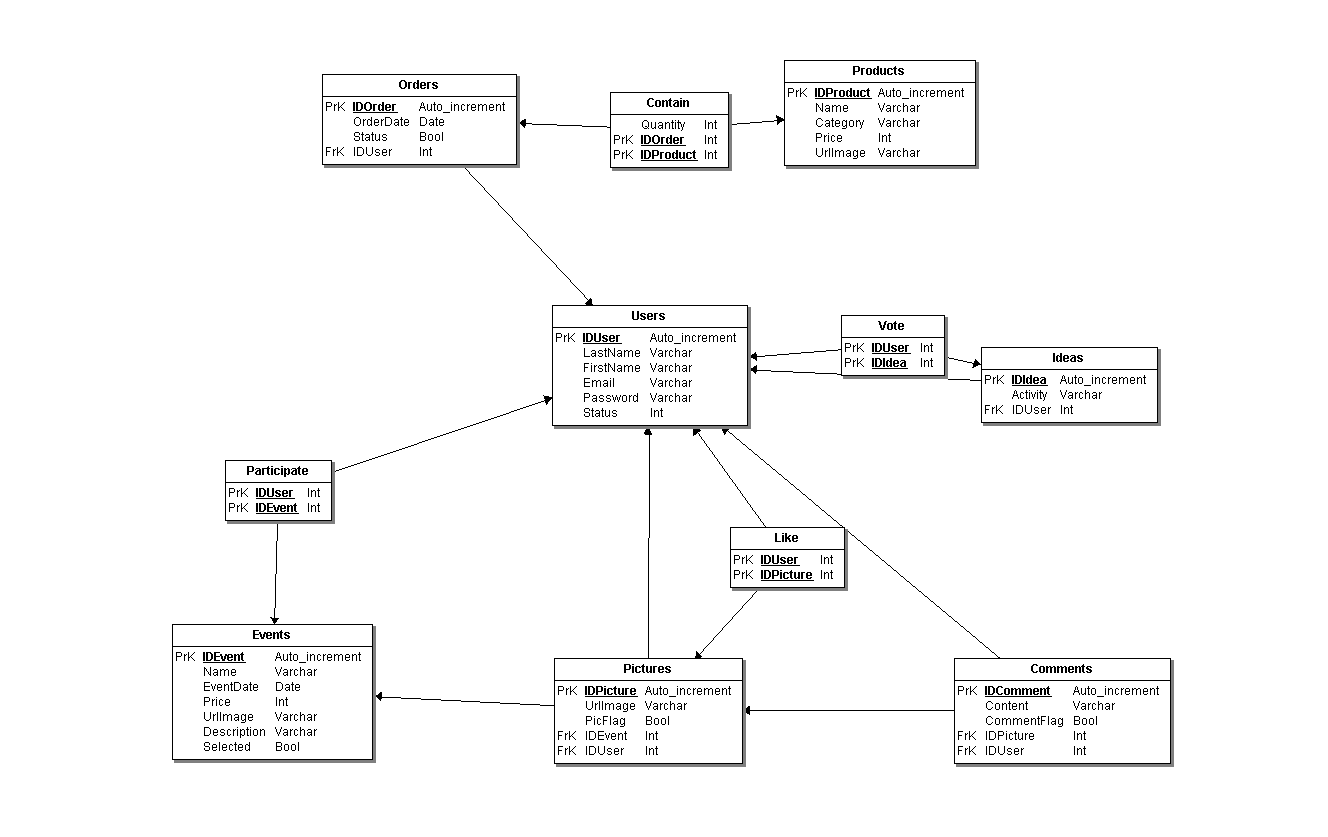 Orders
PrK IDOrder Auto_increment
OrderDate Date
Status Bool
FrK IDUser Int
Contain
Quantity Int
PrK IDOrder Int
PrK IDProduct Int
Products
PrK IDProduct Auto_increment
Name Varchar
Category Varchar
Price Int
UrlImage Varchar
Users
PrK IDUser Auto_increment
LastName Varchar
FirstName Varchar
Email Varchar
Password Varchar
Status Int
Vote
PrK IDUser Int
PrK IDIdea Int
Ideas
PrK IDIdea Auto_increment
Activity Varchar
FrK IDUser Int
Participate
PrK IDUser Int
PrK IDEvent Int
Like
PrK IDUser Int
PrK IDPicture Int
Events
PrK IDEvent Auto_increment
Name Varchar
EventDate Date
Price Int
UrlImage Varchar
Description Varchar
Selected Bool
Pictures
PrK IDPicture Auto_increment
UrlImage Varchar
PicFlag Bool
FrK IDEvent Int
FrK IDUser Int
Comments
PrK IDComment Auto_increment
Content Varchar
CommentFlag Bool
FrK IDPicture Int
FrK IDUser Int